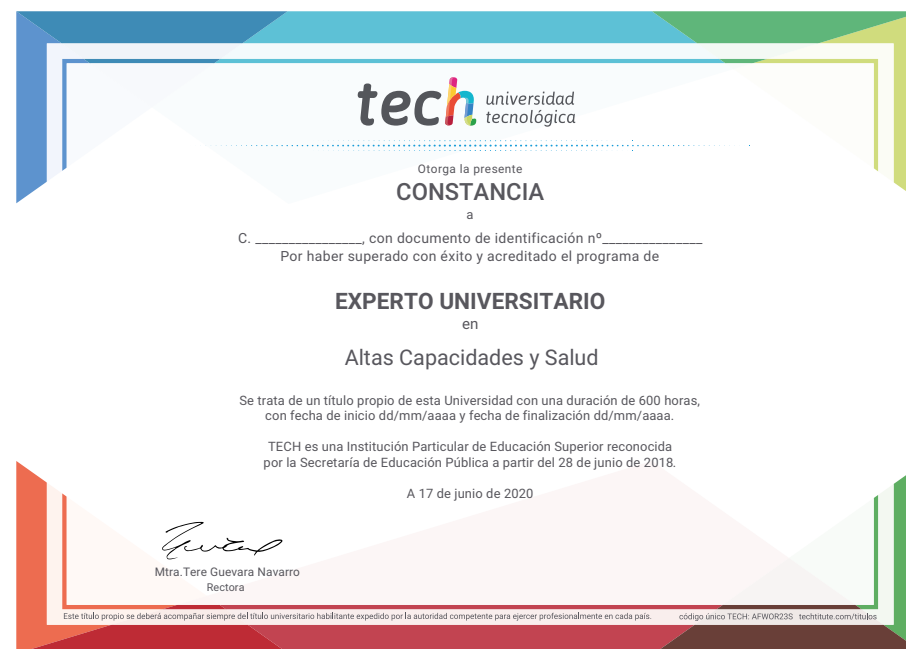 tech universidad
tecnológica
Otorga la presente
CONSTANCIA
a
C. ________________, con documento de identificación nº_______________
Por haber superado con éxito y acreditado el programa de
EXPERTO UNIVERSITARIO
en
Altas Capacidades y Salud
Se trata de un título propio de esta Universidad con una duración de 600 horas,
con fecha de inicio dd/mm/aaaa y fecha de finalización dd/mm/aaaa.
TECH es una Institución Particular de Educación Superior reconocida
por la Secretaría de Educación Pública a partir del 28 de junio de 2018.
A 17 de junio de 2020
Mtra.Tere Guevara Navarro
Rectora
Este título propio se deberá acompañar siempre del título universitario habilitante expedido por la autoridad competente para ejercer profesionalmente en cada país. código único TECH: AFWOR23S techtitute.com/titulos